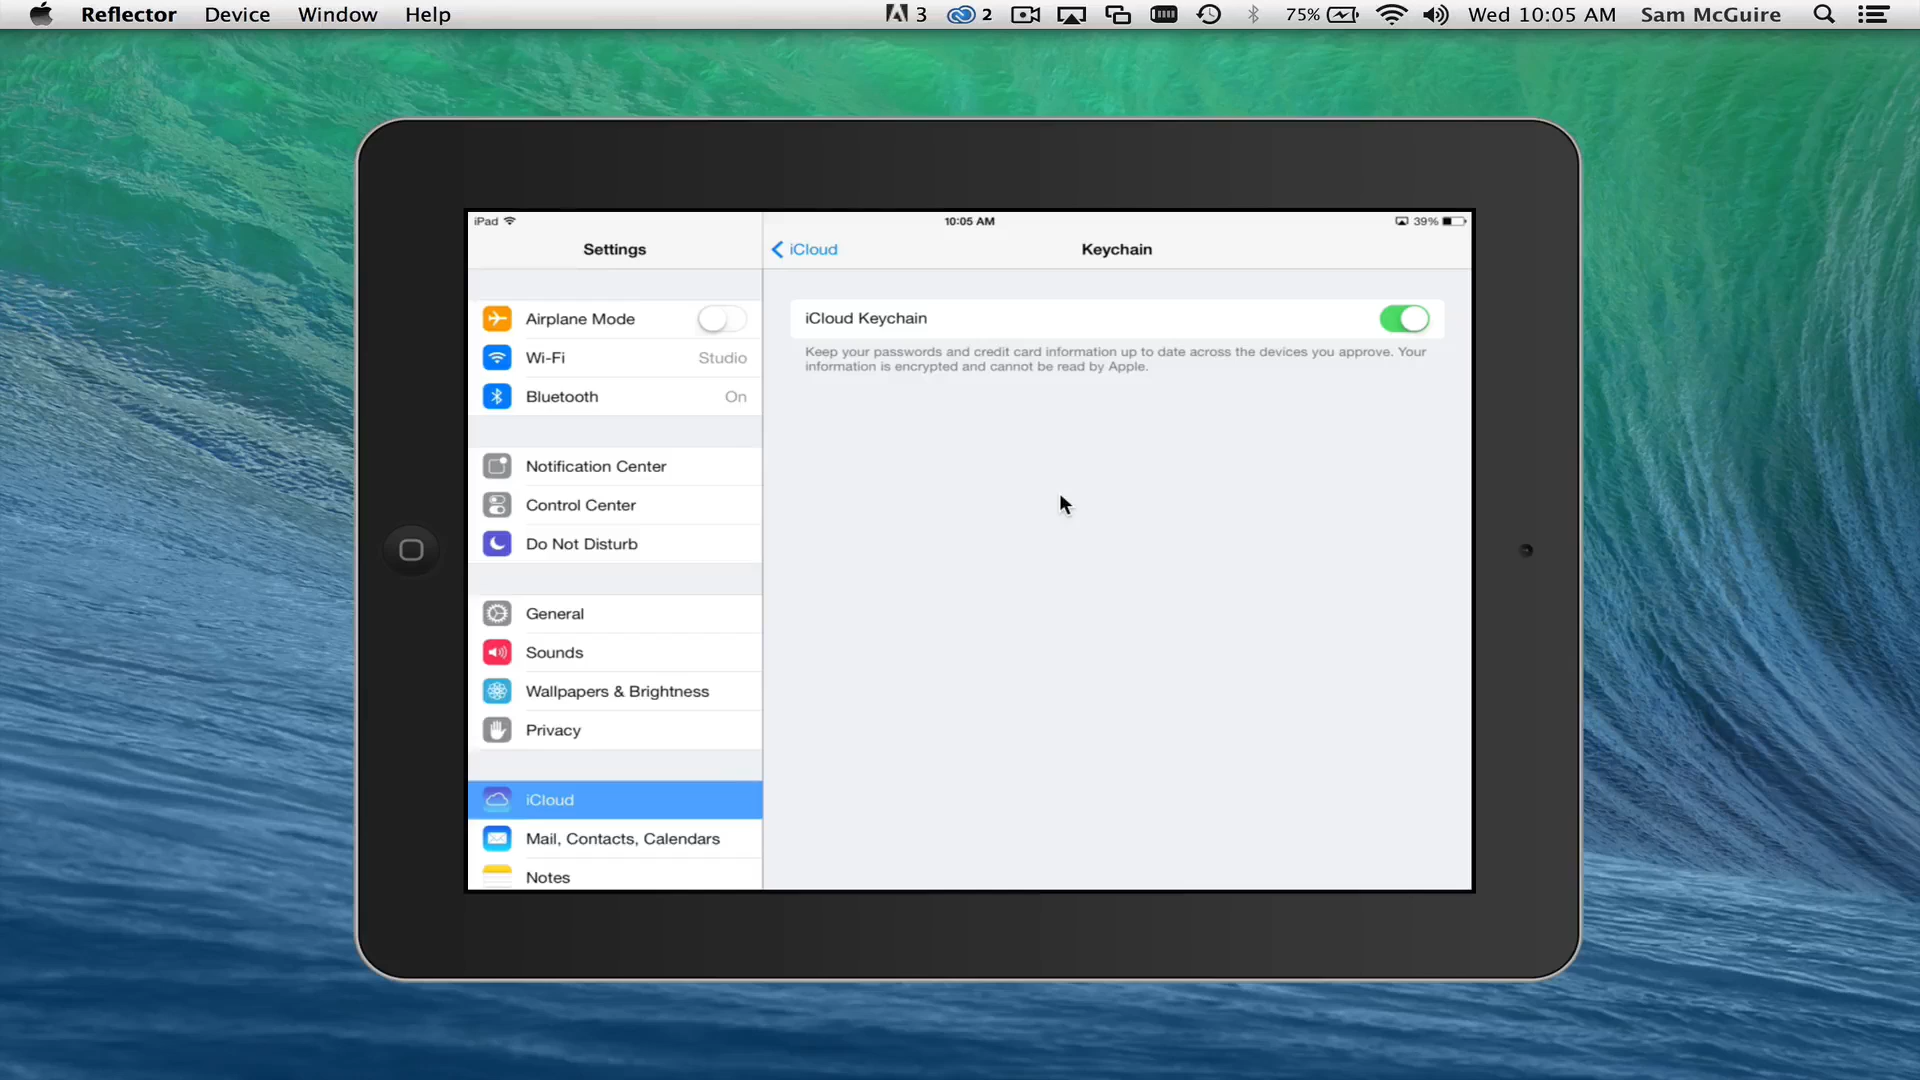 Reflector Device Window Help 3 2 75% Wed 10:05 AM Sam McGuire
iPad 10:05 AM 39%
Settings
iCloud Keychain
Airplane Mode
Wi-Fi Studio
Bluetooth On
Notification Center
Control Center
Do Not Disturb
General
Sounds
Wallpapers & Brightness
Privacy
iCloud
Mail, Contacts, Calendars
Notes
iCloud Keychain
Keep your passwords and credit card information up to date across the devices you approve. Your
information is encrypted and cannot be read by Apple.